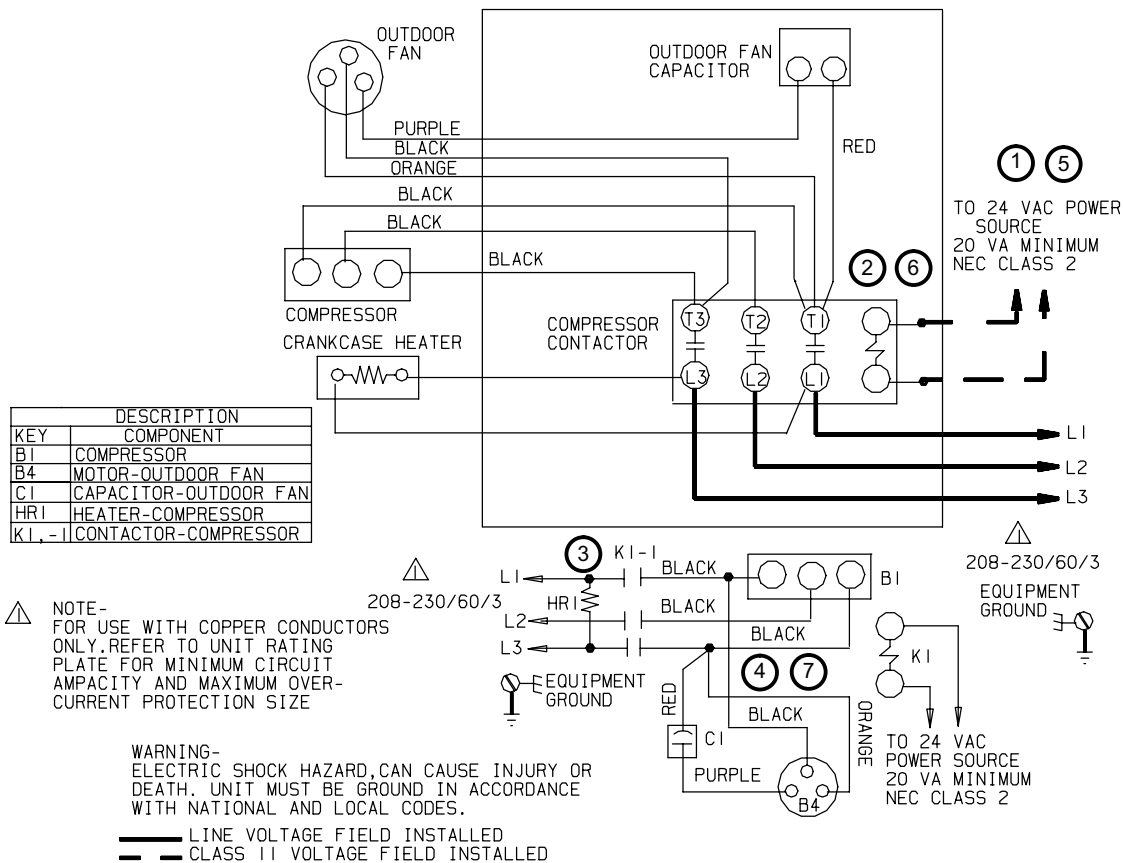 OUTDOOR
FAN
OUTDOOR FAN
CAPACITOR
PURPLE
BLACK
ORANGE
RED
BLACK
BLACK
BLACK
1 5
TO 24 VAC POWER
SOURCE
20 VA MINIMUM
NEC CLASS 2
2 6
COMPRESSOR
COMPRESSOR
CONTACTOR
T3 T2 T1
L3 L2 L1
CRANKCASE HEATER
L1
L2
L3
DESCRIPTION
KEY COMPONENT
B1 COMPRESSOR
B4 MOTOR-OUTDOOR FAN
C1 CAPACITOR-OUTDOOR FAN
HR1 HEATER-COMPRESSOR
K1,-1 CONTACTOR-COMPRESSOR
208-230/60/3
EQUIPMENT
GROUND
3 K1-1
BLACK
B1
L1
208-230/60/3
HR1
BLACK
L2
BLACK
L3
K1
4 7
EQUIPMENT
GROUND
RED
BLACK
ORANGE
C1
PURPLE
B4
TO 24 VAC
POWER SOURCE
20 VA MINIMUM
NEC CLASS 2
NOTE-
FOR USE WITH COPPER CONDUCTORS
ONLY.REFER TO UNIT RATING
PLATE FOR MINIMUM CIRCUIT
AMPACITY AND MAXIMUM OVER-
CURRENT PROTECTION SIZE
WARNING-
ELECTRIC SHOCK HAZARD,CAN CAUSE INJURY OR
DEATH. UNIT MUST BE GROUND IN ACCORDANCE
WITH NATIONAL AND LOCAL CODES.
LINE VOLTAGE FIELD INSTALLED
CLASS II VOLTAGE FIELD INSTALLED